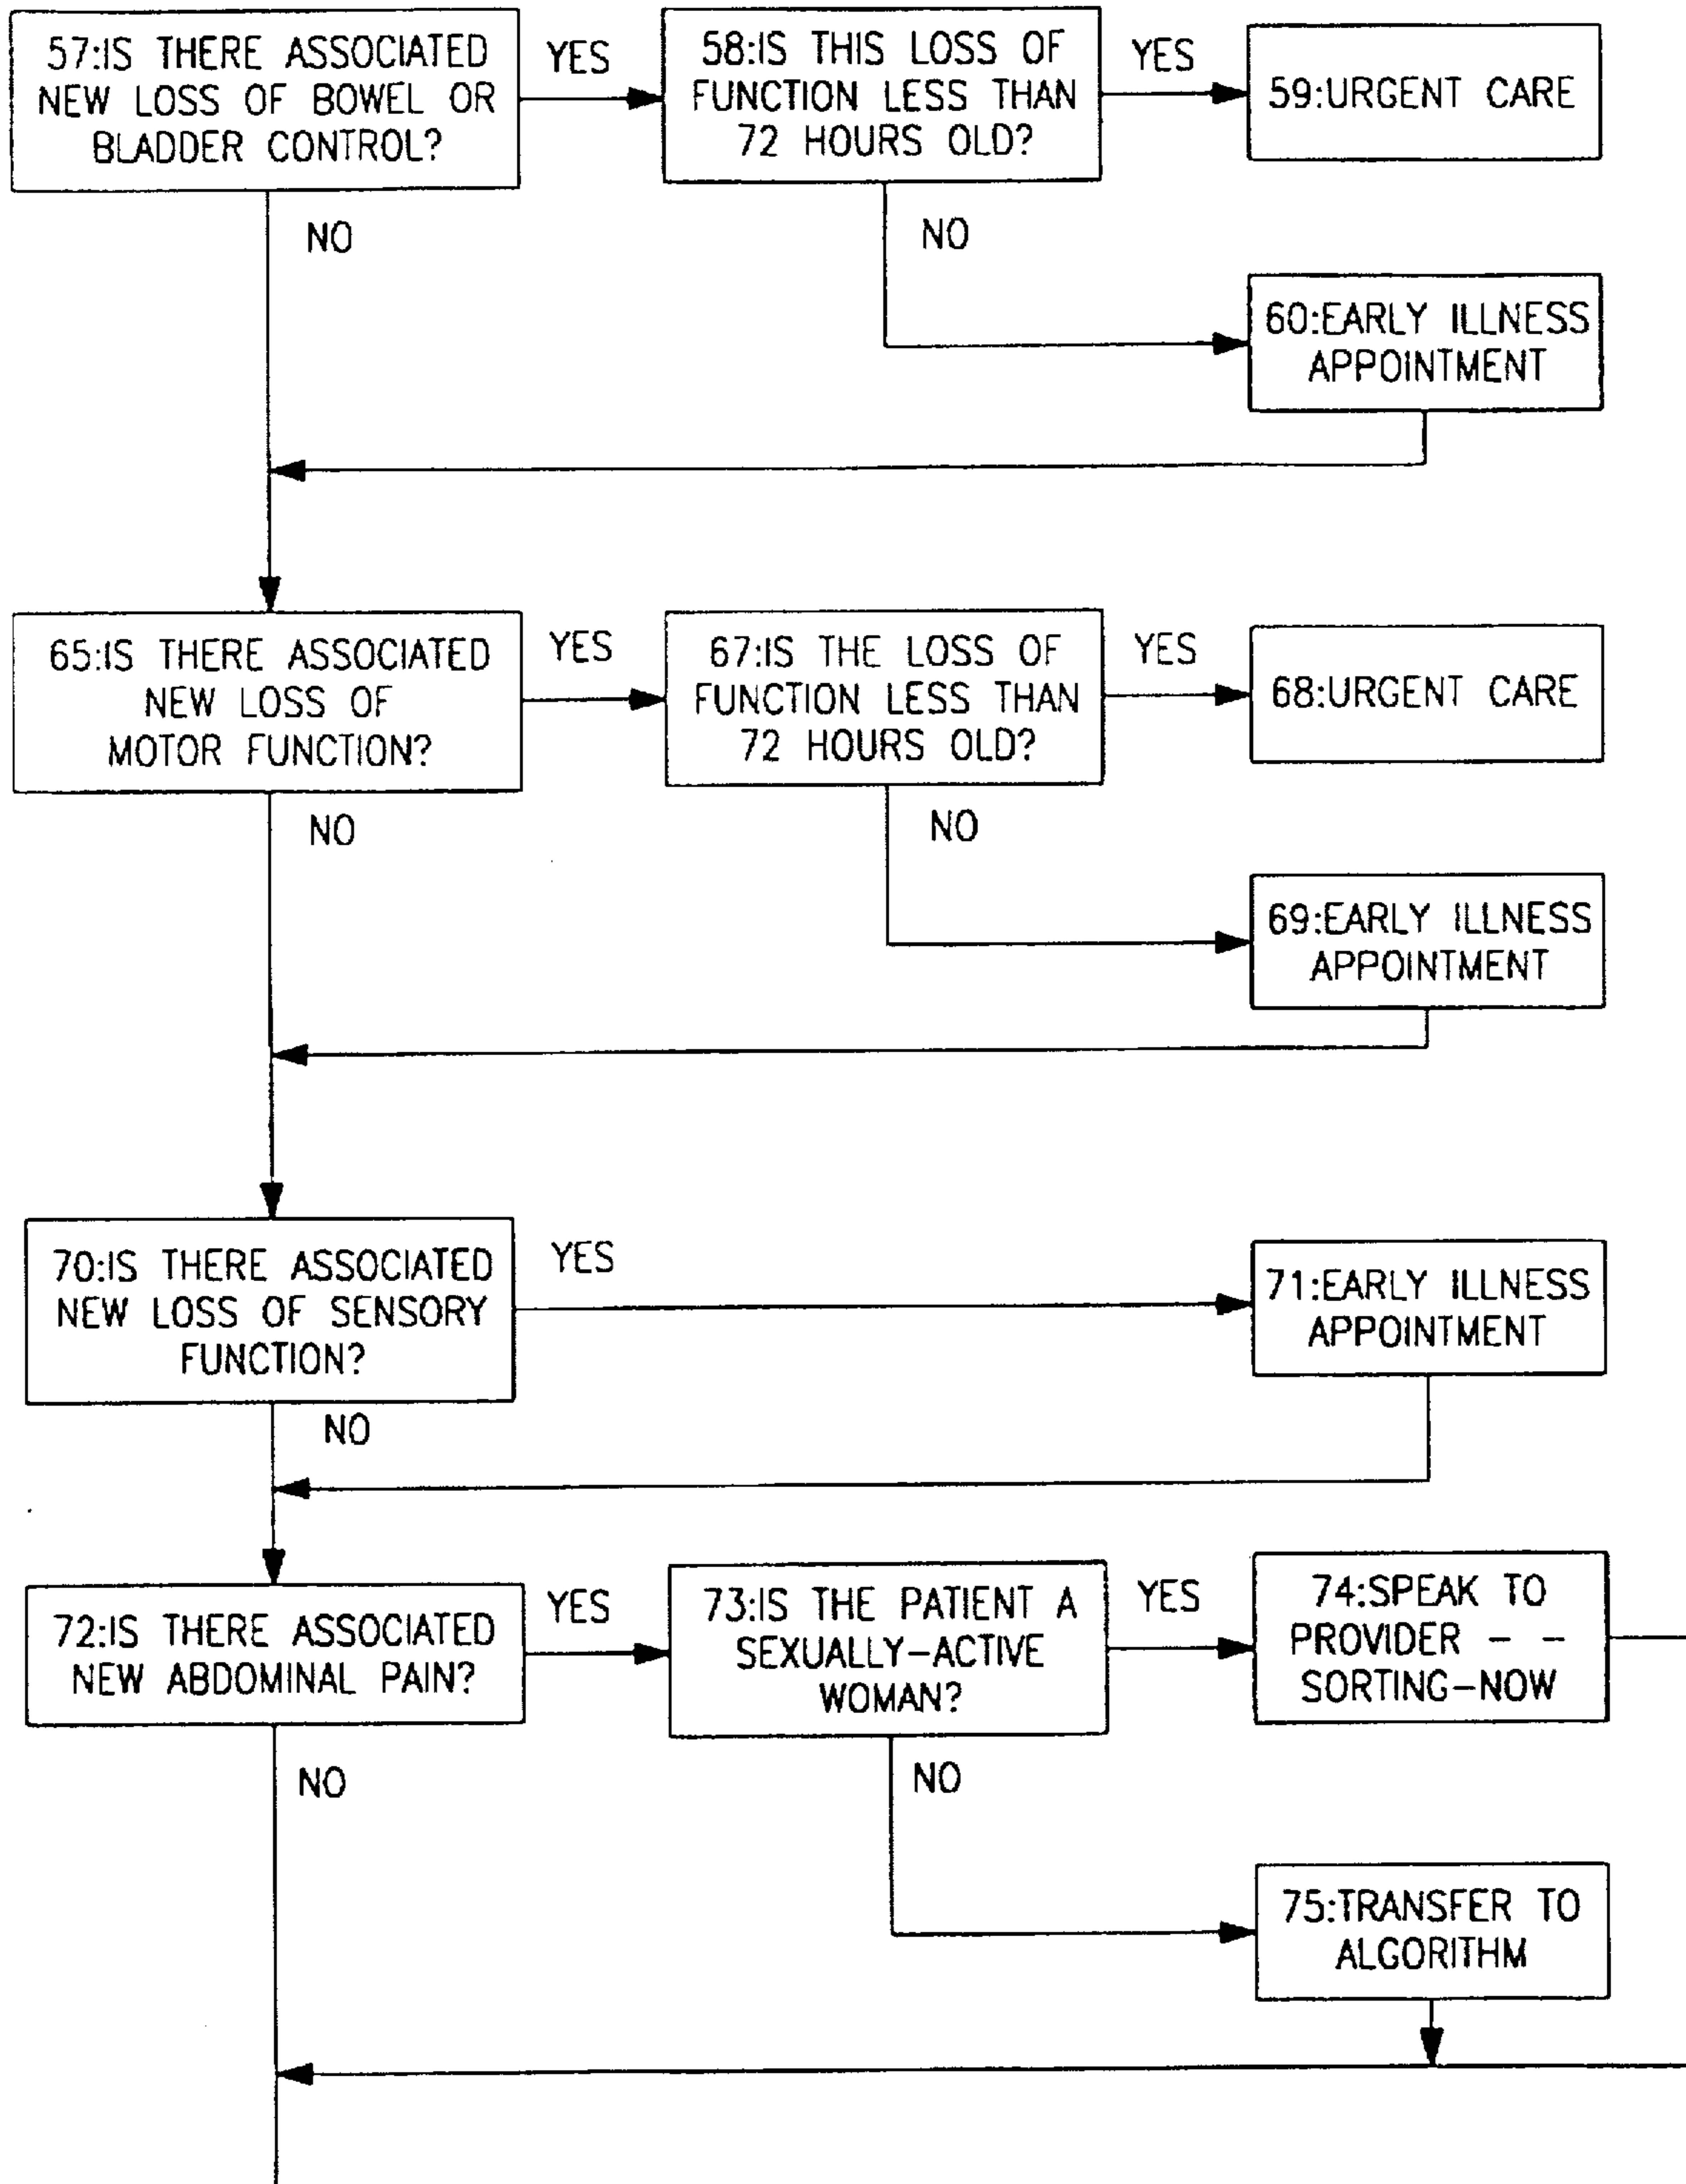 57:IS THERE ASSOCIATED
NEW LOSS OF BOWEL OR
BLADDER CONTROL?
YES
58:IS THIS LOSS OF
FUNCTION LESS THAN
72 HOURS OLD?
YES
59:URGENT CARE
NO
NO
60:EARLY ILLNESS
APPOINTMENT
65:IS THERE ASSOCIATED
NEW LOSS OF
MOTOR FUNCTION?
YES
67:IS THE LOSS OF
FUNCTION LESS THAN
72 HOURS OLD?
YES
68:URGENT CARE
NO
NO
69:EARLY ILLNESS
APPOINTMENT
70:IS THERE ASSOCIATED
NEW LOSS OF SENSORY
FUNCTION?
YES
71:EARLY ILLNESS
APPOINTMENT
NO
72:IS THERE ASSOCIATED
NEW ABDOMINAL PAIN?
YES
73:IS THE PATIENT A
SEXUALLY-ACTIVE
WOMAN?
YES
74:SPEAK TO
PROVIDER - -
SORTING-NOW
NO
NO
75:TRANSFER TO
ALGORITHM